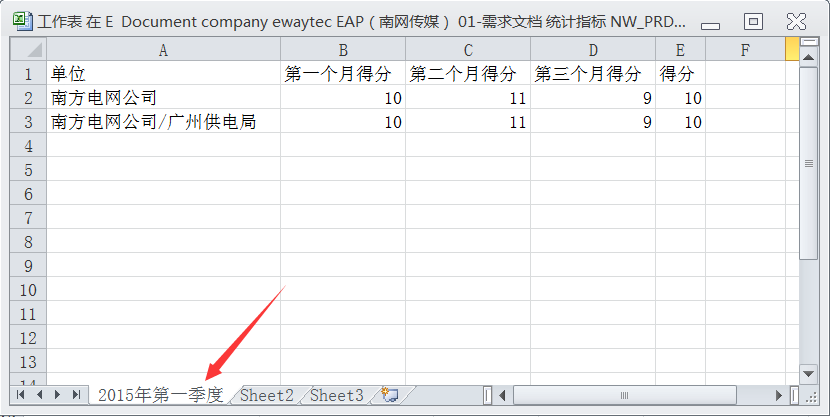 工作表 在 E  Document company ewaytec EAP（南网传媒） 01-需求文档 统计指标 NW_PRD...
A B C D E F
1 单位 第一个月得分 第二个月得分 第三个月得分 得分
2 南方电网公司 10 11 9 10
3 南方电网公司/广州供电局 10 11 9 10
4
5
6
7
8
9
10
11
12
13
14
2015年第一季度 Sheet2 Sheet3